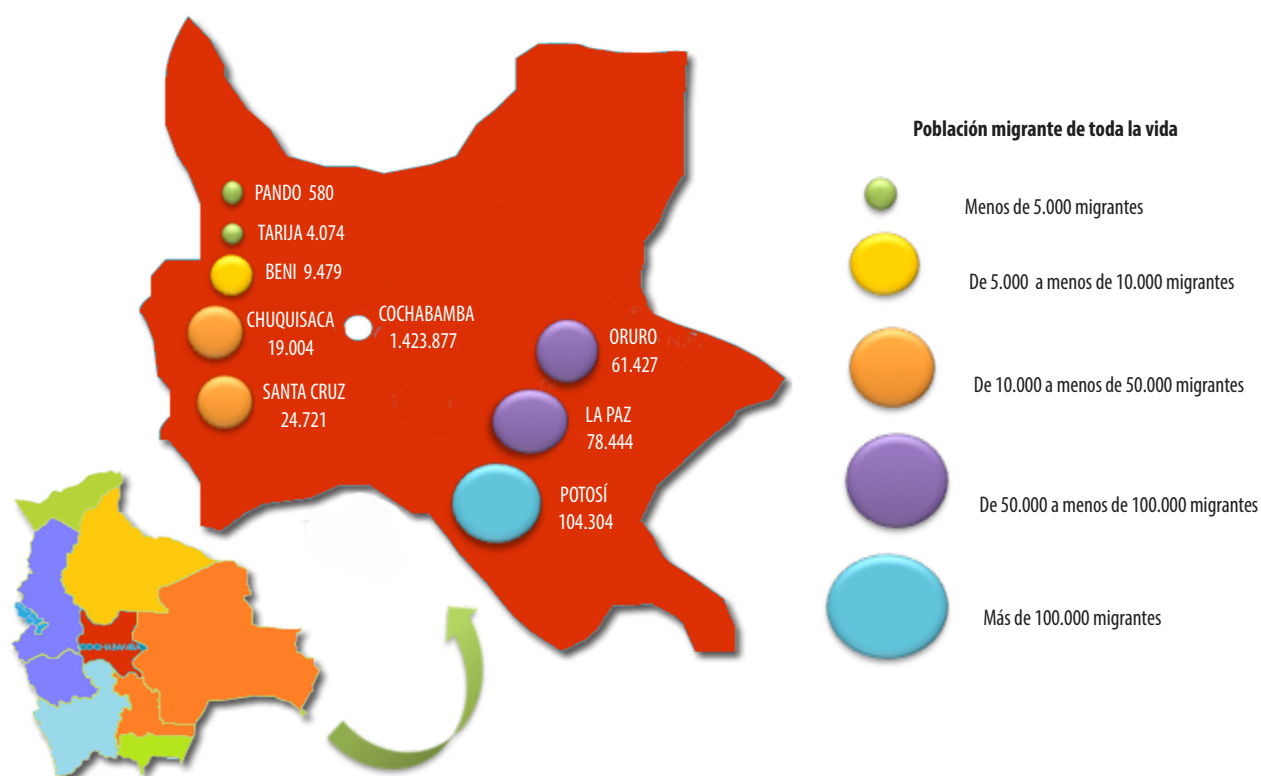 Población migrante de toda la vida
PANDO 580
TARIJA 4.074
BENI 9.479
CHUQUISACA
19.004
SANTA CRUZ
24.721
COCHABAMBA
1.423.877
ORURO
61.427
LA PAZ
78.444
POTOSÍ
104.304
Menos de 5.000 migrantes
De 5.000 a menos de 10.000 migrantes
De 10.000 a menos de 50.000 migrantes
De 50.000 a menos de 100.000 migrantes
Más de 100.000 migrantes
COCHABAMBA